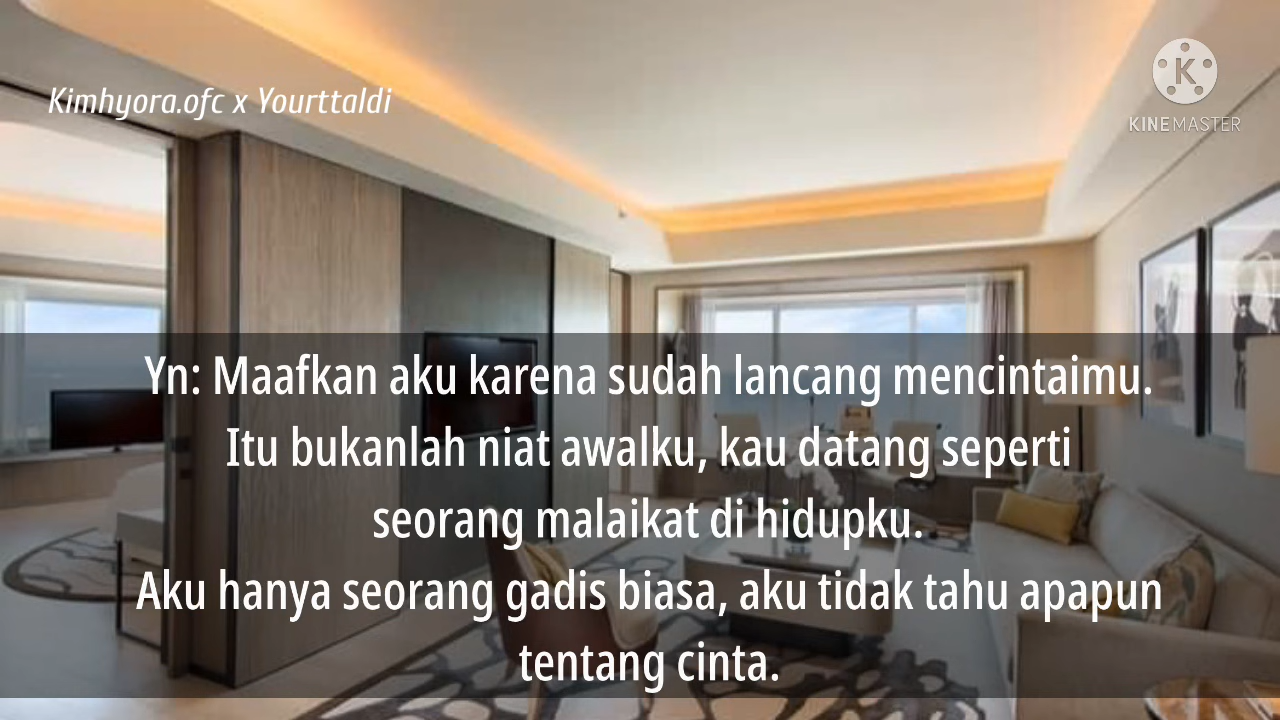 Kimhyora.ofc x Yourttaldi
K
KINEMASTER
Yn: Maafkan aku karena sudah lancang mencintaimu.
Itu bukanlah niat awalku, kau datang seperti
seorang malaikat di hidupku.
Aku hanya seorang gadis biasa, aku tidak tahu apapun
tentang cinta.